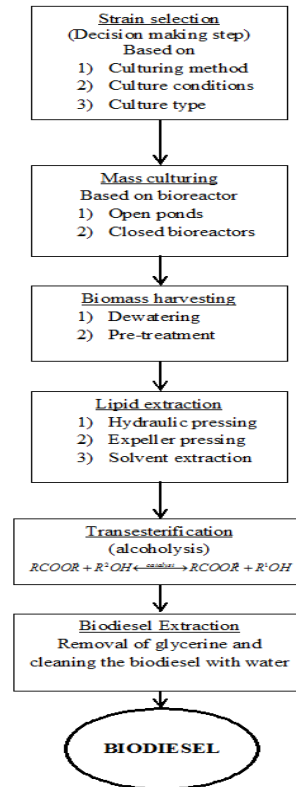 Strain selection
(Decision making step)
Based on
1) Culturing method
2) Culture conditions
3) Culture type
Mass culturing
Based on bioreactor
1) Open ponds
2) Closed bioreactors
Biomass harvesting
1) Dewatering
2) Pre-treatment
Lipid extraction
1) Hydraulic pressing
2) Expeller pressing
3) Solvent extraction
Transesterification
(alcoholysis)
RCOOR + R²OH ⟷ RCOOR + R¹OH
Biodiesel Extraction
Removal of glycerine and
cleaning the biodiesel with water
BIODIESEL